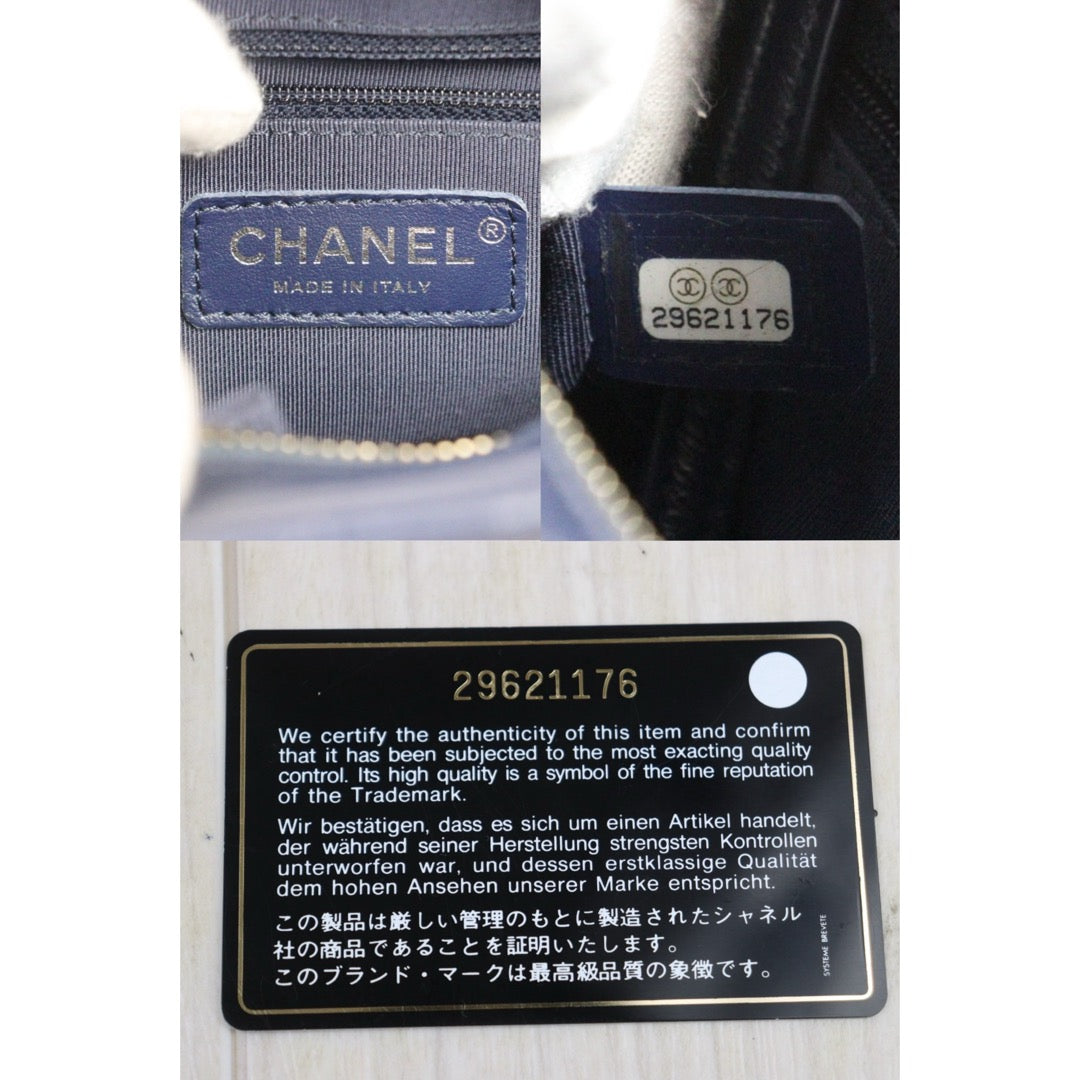 CHANEL®
MADE IN ITALY
29621176
29621176
We certify the authenticity of this item and confirm
that it has been subjected to the most exacting quality
control. Its high quality is a symbol of the fine reputation
of the Trademark.
Wir bestätigen, dass es sich um einen Artikel handelt,
der während seiner Herstellung strengsten Kontrollen
unterworfen war, und dessen erstklassige Qualität
dem hohen Ansehen unserer Marke entspricht.
この製品は厳しい管理のもとに製造されたシャネル
社の商品であることを証明いたします。
このブランド・マークは最高級品質の象徴です。
SYSTEME BREVETE